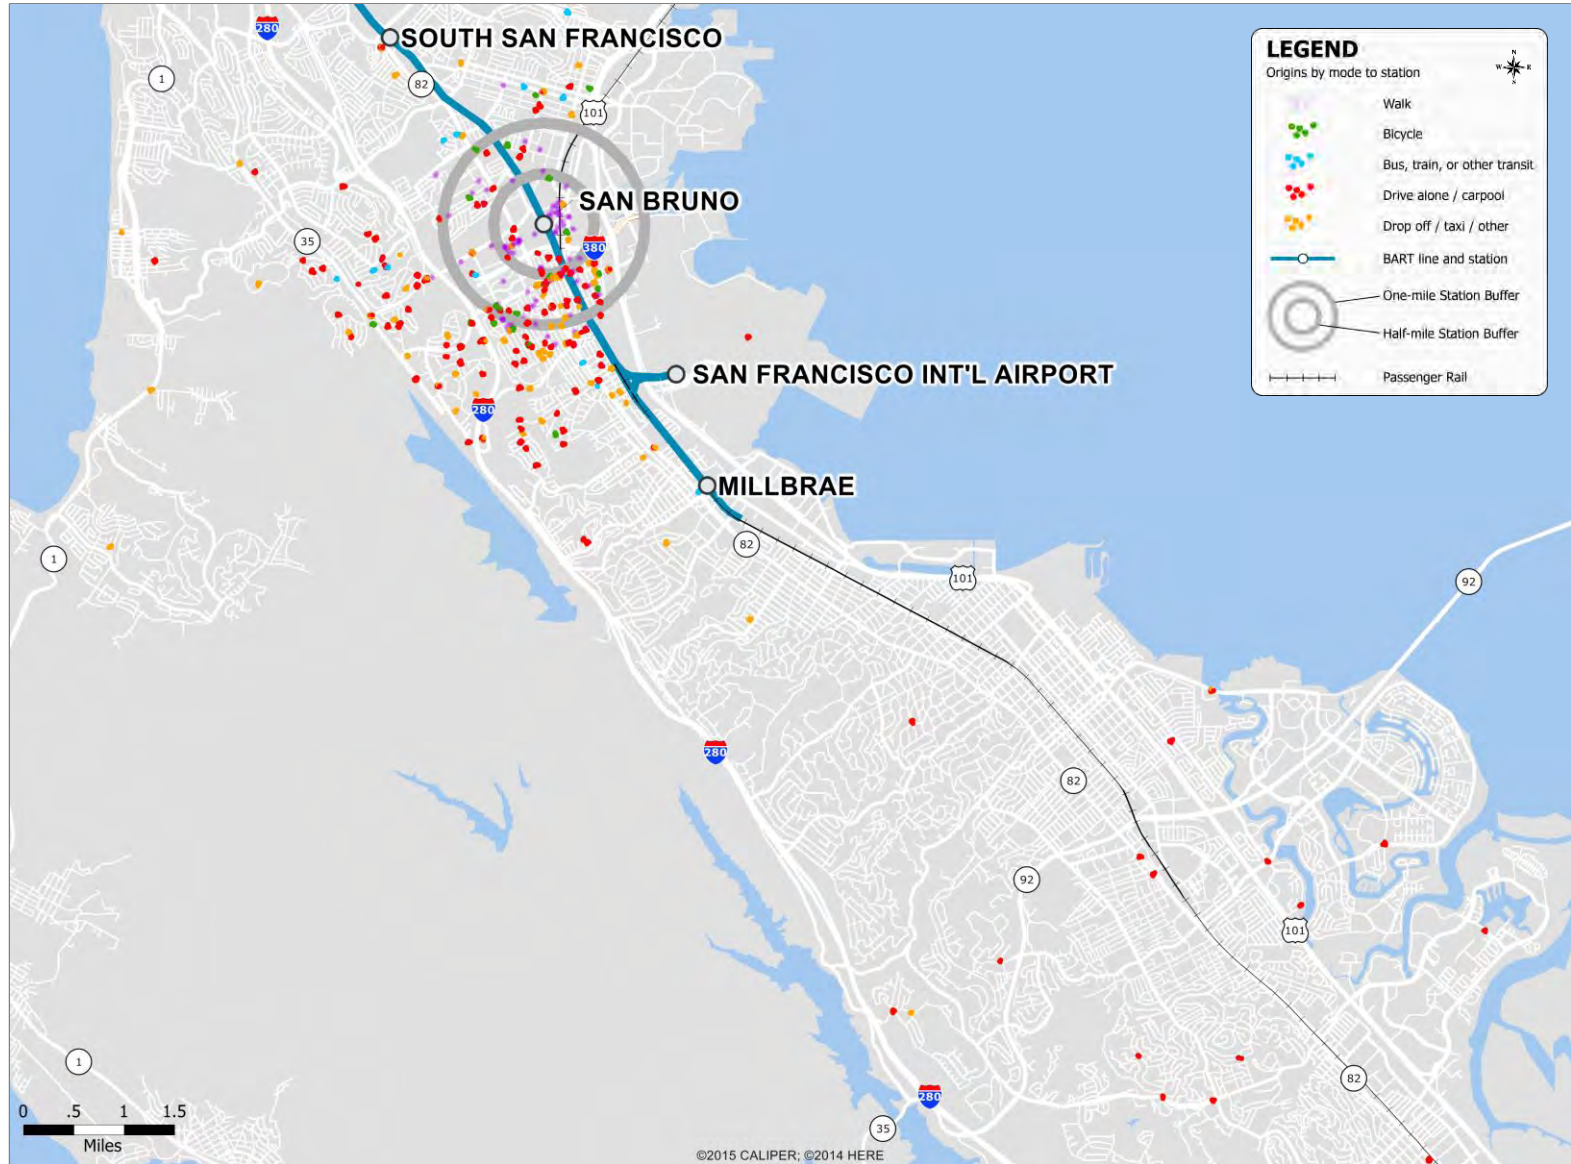 280
SOUTH SAN FRANCISCO
1
82
101
SAN BRUNO
35
380
SAN FRANCISCO INT'L AIRPORT
280
MILLBRAE
82
1
101
92
280
82
92
101
1
280
82
35
0 .5 1 1.5
Miles
©2015 CALIPER; ©2014 HERE
LEGEND
Origins by mode to station
N
W
E
S
Walk
Bicycle
Bus, train, or other transit
Drive alone / carpool
Drop off / taxi / other
BART line and station
One-mile Station Buffer
Half-mile Station Buffer
Passenger Rail